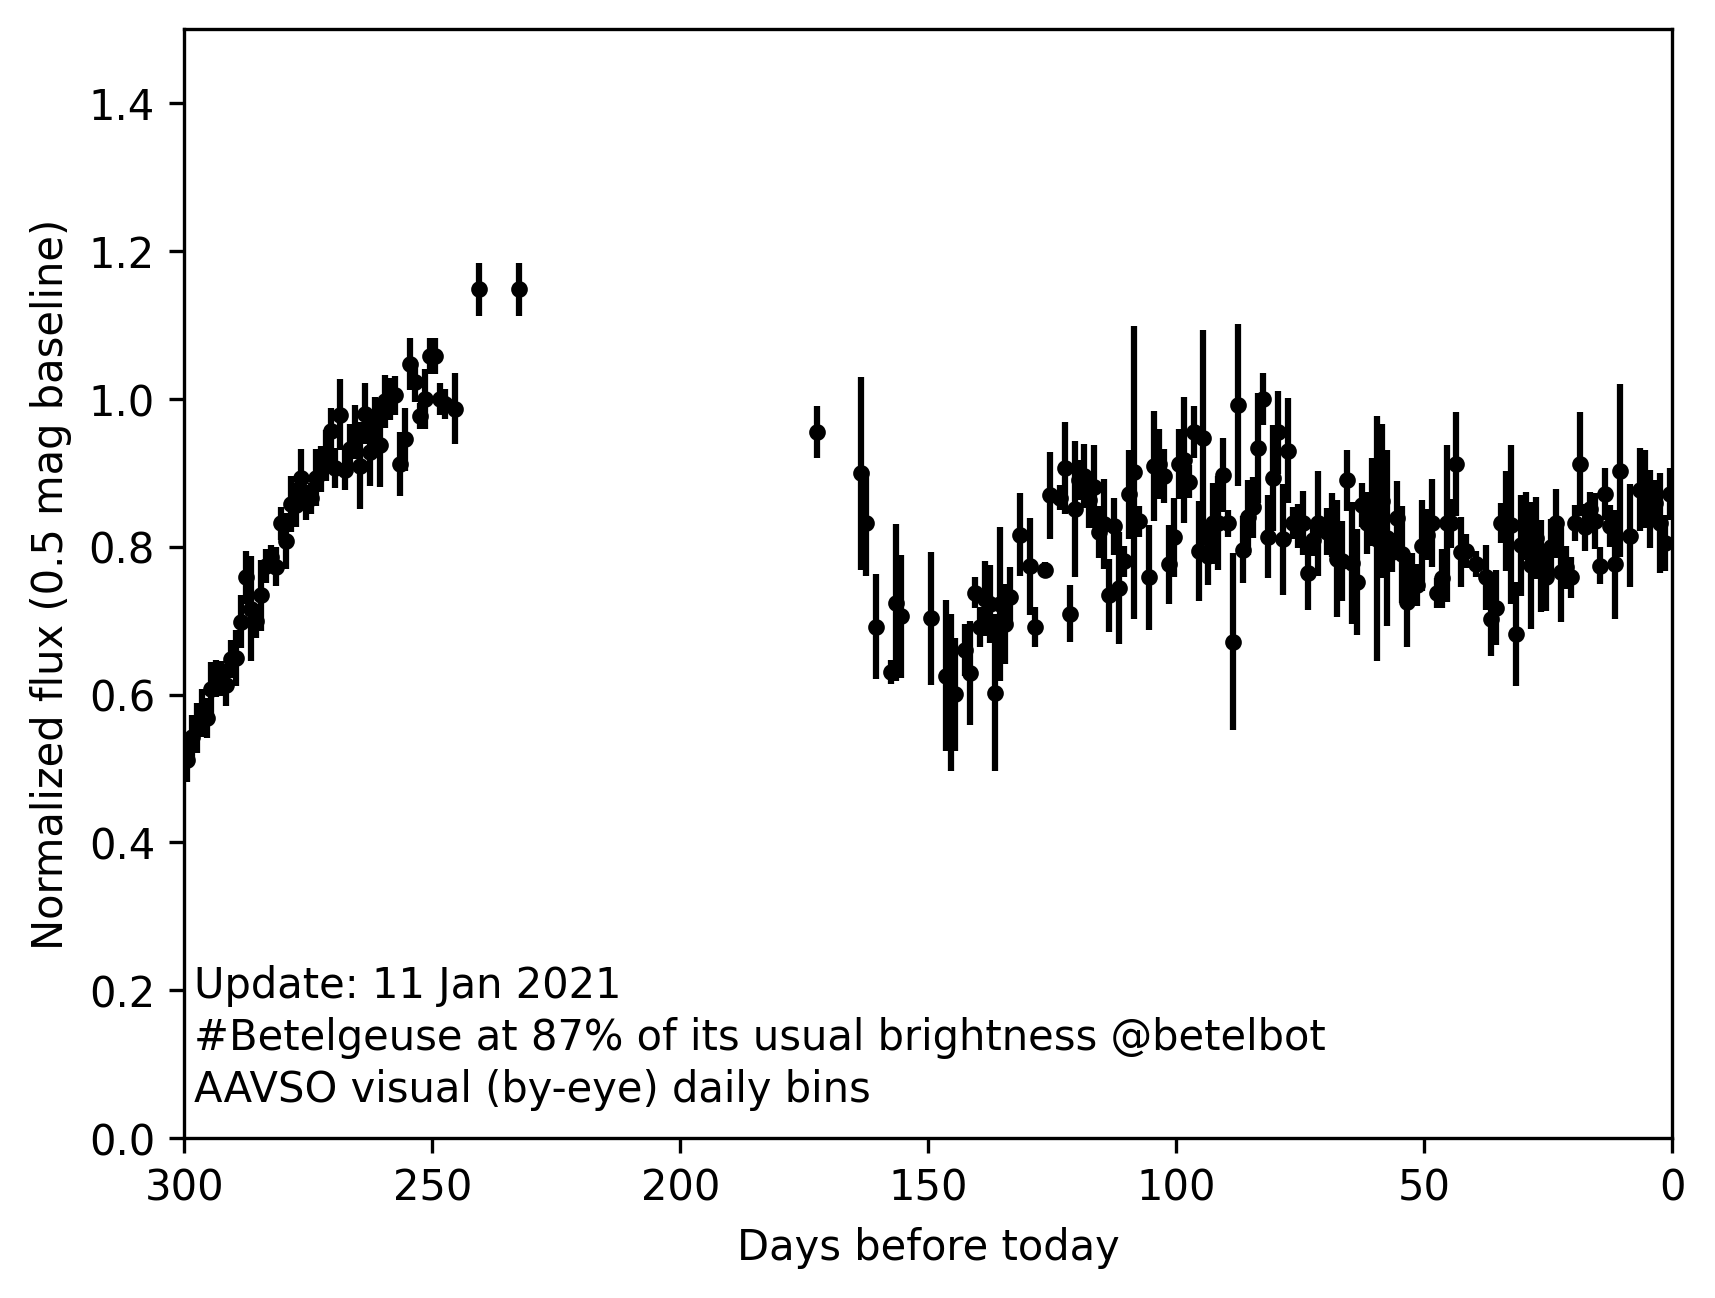 1.4
1.2
1.0
0.8
0.6
0.4
0.2
0.0
Normalized flux (0.5 mag baseline)
Update: 11 Jan 2021
#Betelgeuse at 87% of its usual brightness @betelbot
AAVSO visual (by-eye) daily bins
300 250 200 150 100 50 0
Days before today